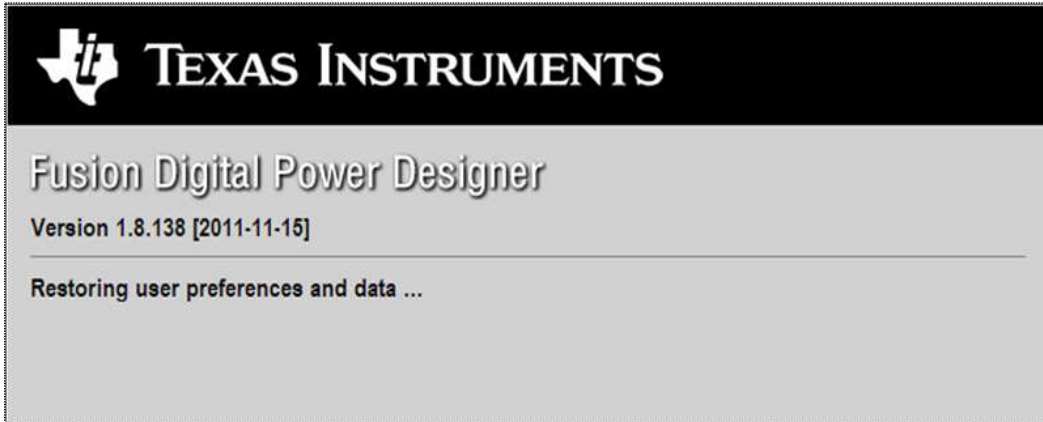 TEXAS INSTRUMENTS
Fusion Digital Power Designer
Version 1.8.138 [2011-11-15]
Restoring user preferences and data ...